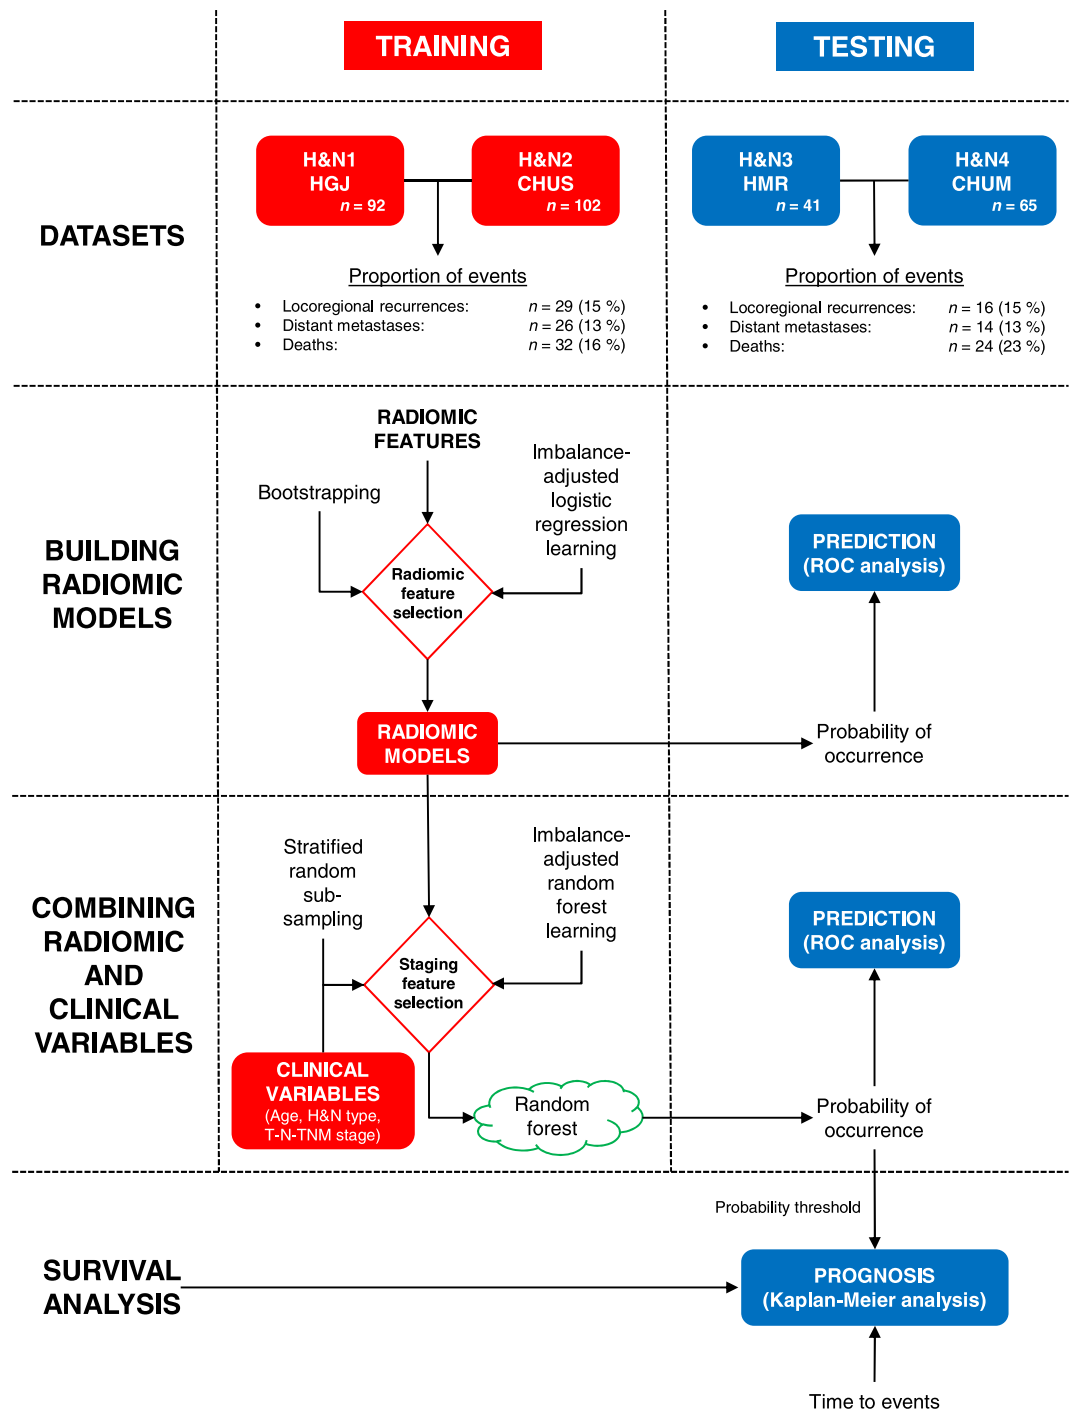 TRAINING
TESTING
DATASETS
H&N1
HGJ
n = 92
H&N2
CHUS
n = 102
Proportion of events
• Locoregional recurrences: n = 29 (15 %)
• Distant metastases: n = 26 (13 %)
• Deaths: n = 32 (16 %)
H&N3
HMR
n = 41
H&N4
CHUM
n = 65
Proportion of events
• Locoregional recurrences: n = 16 (15 %)
• Distant metastases: n = 14 (13 %)
• Deaths: n = 24 (23 %)
BUILDING
RADIOMIC
MODELS
RADIOMIC
FEATURES
Bootstrapping
Imbalance-
adjusted
logistic
regression
learning
Radiomic
feature
selection
RADIOMIC
MODELS
PREDICTION
(ROC analysis)
Probability of
occurrence
COMBINING
RADIOMIC
AND
CLINICAL
VARIABLES
Stratified
random
sub-
sampling
Imbalance-
adjusted
random
forest
learning
Staging
feature
selection
CLINICAL
VARIABLES
(Age, H&N type,
T-N-TNM stage)
Random
forest
PREDICTION
(ROC analysis)
Probability of
occurrence
Probability threshold
SURVIVAL
ANALYSIS
PROGNOSIS
(Kaplan-Meier analysis)
Time to events